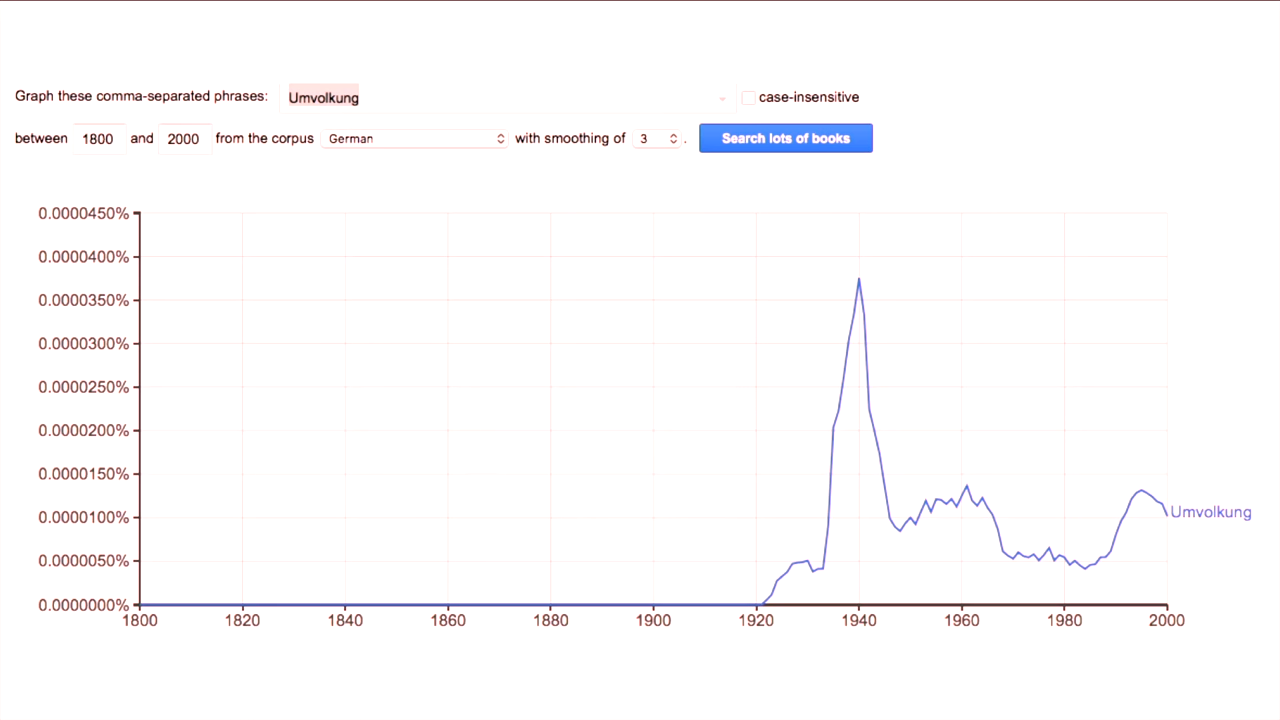 Graph these comma-separated phrases: Umvolkung case-insensitive
between 1800 and 2000 from the corpus German with smoothing of 3 . Search lots of books
0.0000450%
0.0000400%
0.0000350%
0.0000300%
0.0000250%
0.0000200%
0.0000150%
0.0000100%
Umvolkung
0.0000050%
0.0000000%
1800 1820 1840 1860 1880 1900 1920 1940 1960 1980 2000